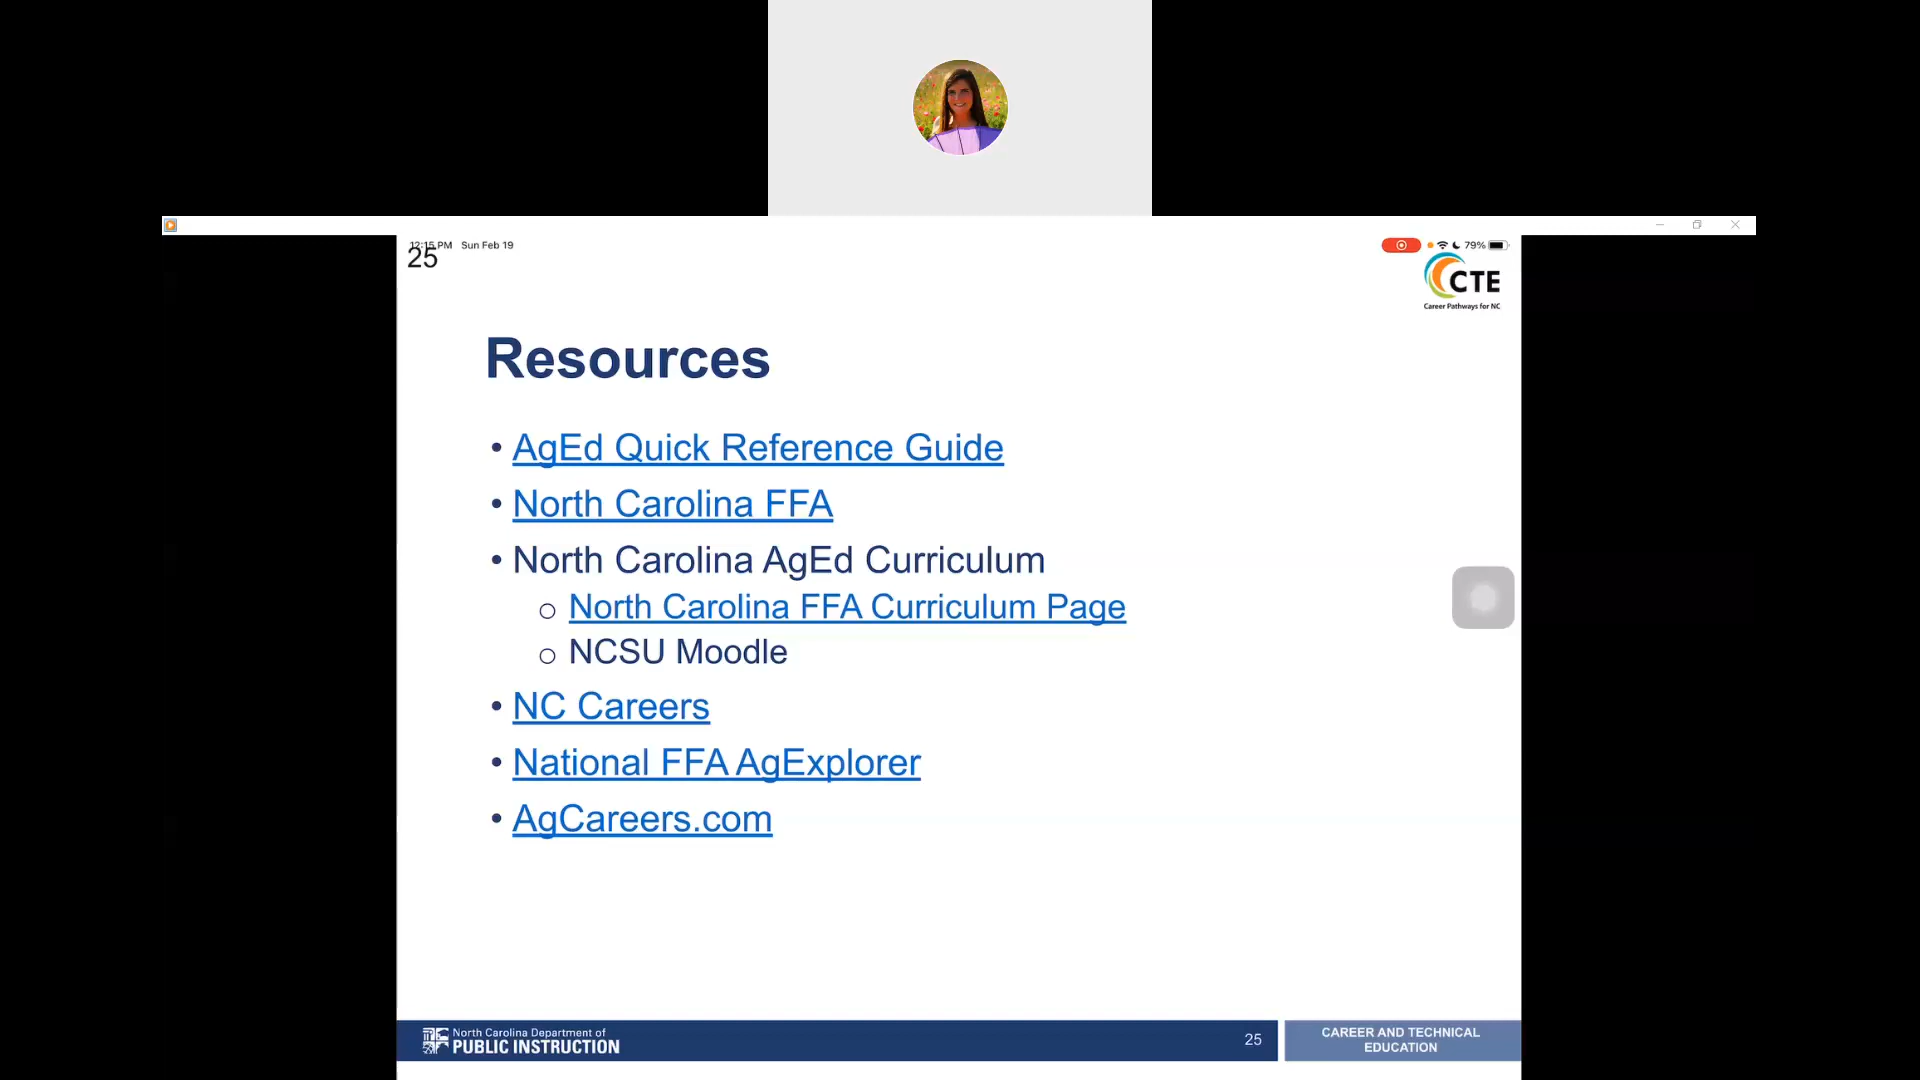 12:15 PM Sun Feb 19
79%
25
CTE
Career Pathways for NC
Resources
• AgEd Quick Reference Guide
• North Carolina FFA
• North Carolina AgEd Curriculum
o North Carolina FFA Curriculum Page
o NCSU Moodle
• NC Careers
• National FFA AgExplorer
• AgCareers.com
North Carolina Department of
PUBLIC INSTRUCTION
25
CAREER AND TECHNICAL
EDUCATION